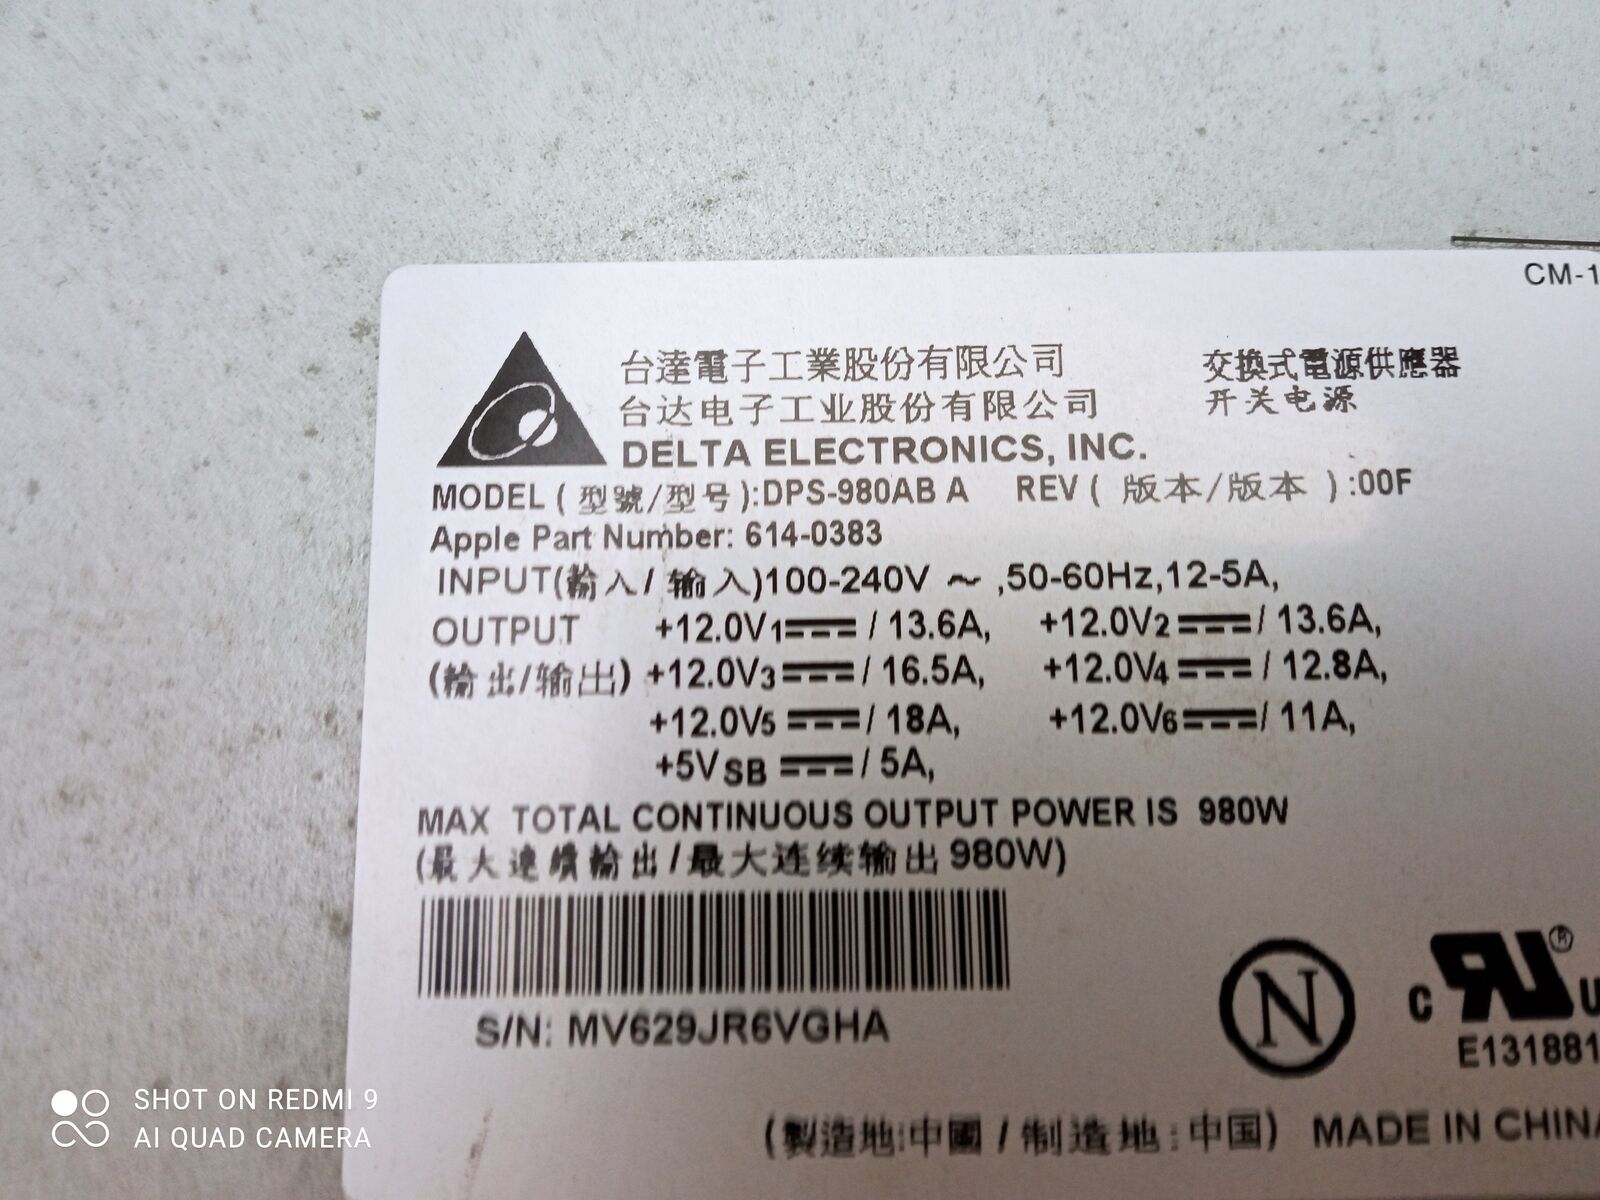 CM-1
台達電子工業股份有限公司
交換式電源供應器
台达电子工业股份有限公司
开关电源
DELTA ELECTRONICS, INC.
MODEL (型號/型号):DPS-980AB A REV (版本/版本):00F
Apple Part Number: 614-0383
INPUT(輸入/输入)100-240V ~ ,50-60Hz,12-5A,
OUTPUT +12.0V1⎓/ 13.6A, +12.0V2⎓/ 13.6A,
(輸出/输出) +12.0V3⎓/ 16.5A, +12.0V4⎓/ 12.8A,
+12.0V5⎓/ 18A, +12.0V6⎓/ 11A,
+5VSB⎓/ 5A,
MAX TOTAL CONTINUOUS OUTPUT POWER IS 980W
(最大連續輸出/最大连续输出 980W)
S/N: MV629JR6VGHA
N
c RU® U
E131881
(製造地:中國/制造地:中国) MADE IN CHINA
SHOT ON REDMI 9
AI QUAD CAMERA